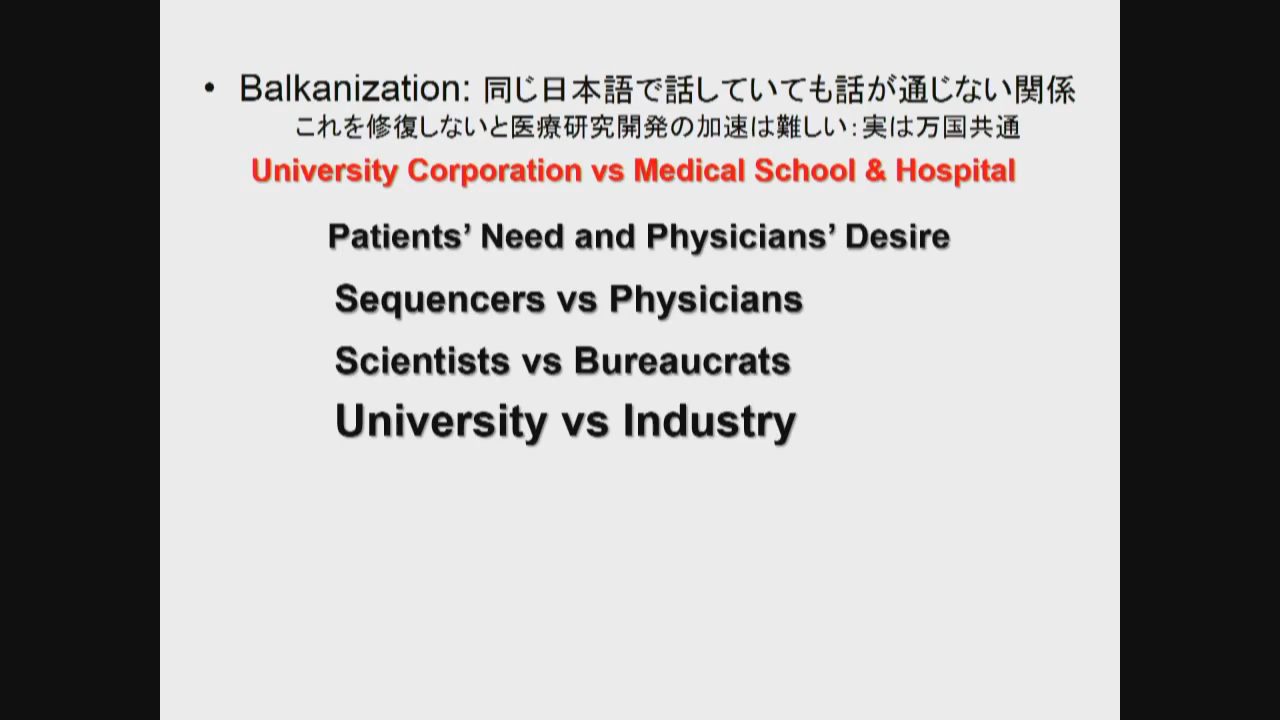 • Balkanization: 同じ日本語で話していても話が通じない関係
これを修復しないと医療研究開発の加速は難しい：実は万国共通
University Corporation vs Medical School & Hospital
Patients’ Need and Physicians’ Desire
Sequencers vs Physicians
Scientists vs Bureaucrats
University vs Industry